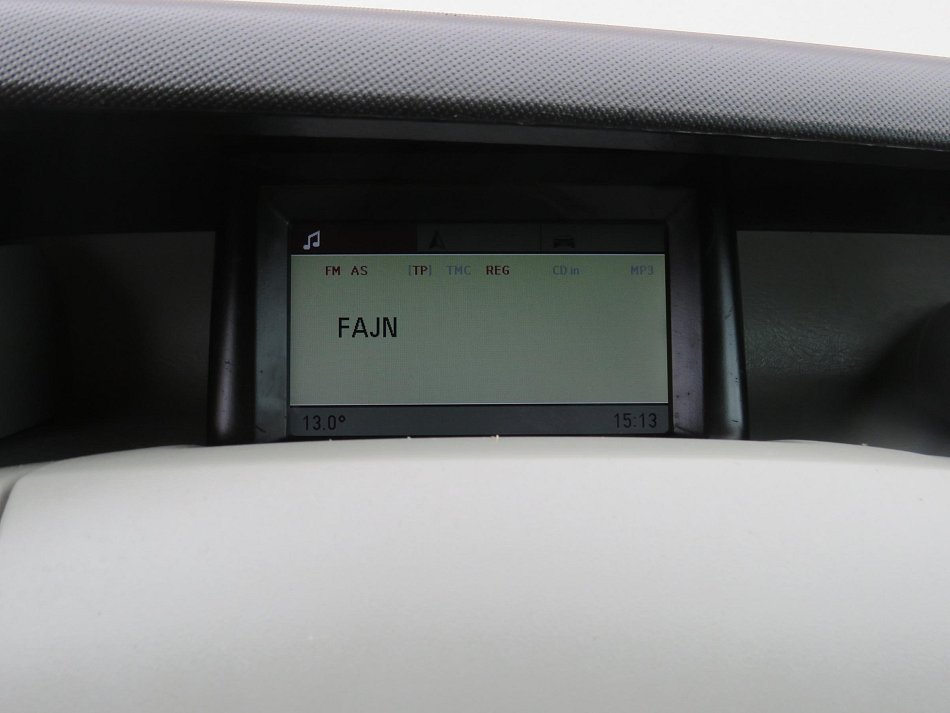 FM AS [TP] TMC REG CD in MP3
FAJN
13.0° 15:13